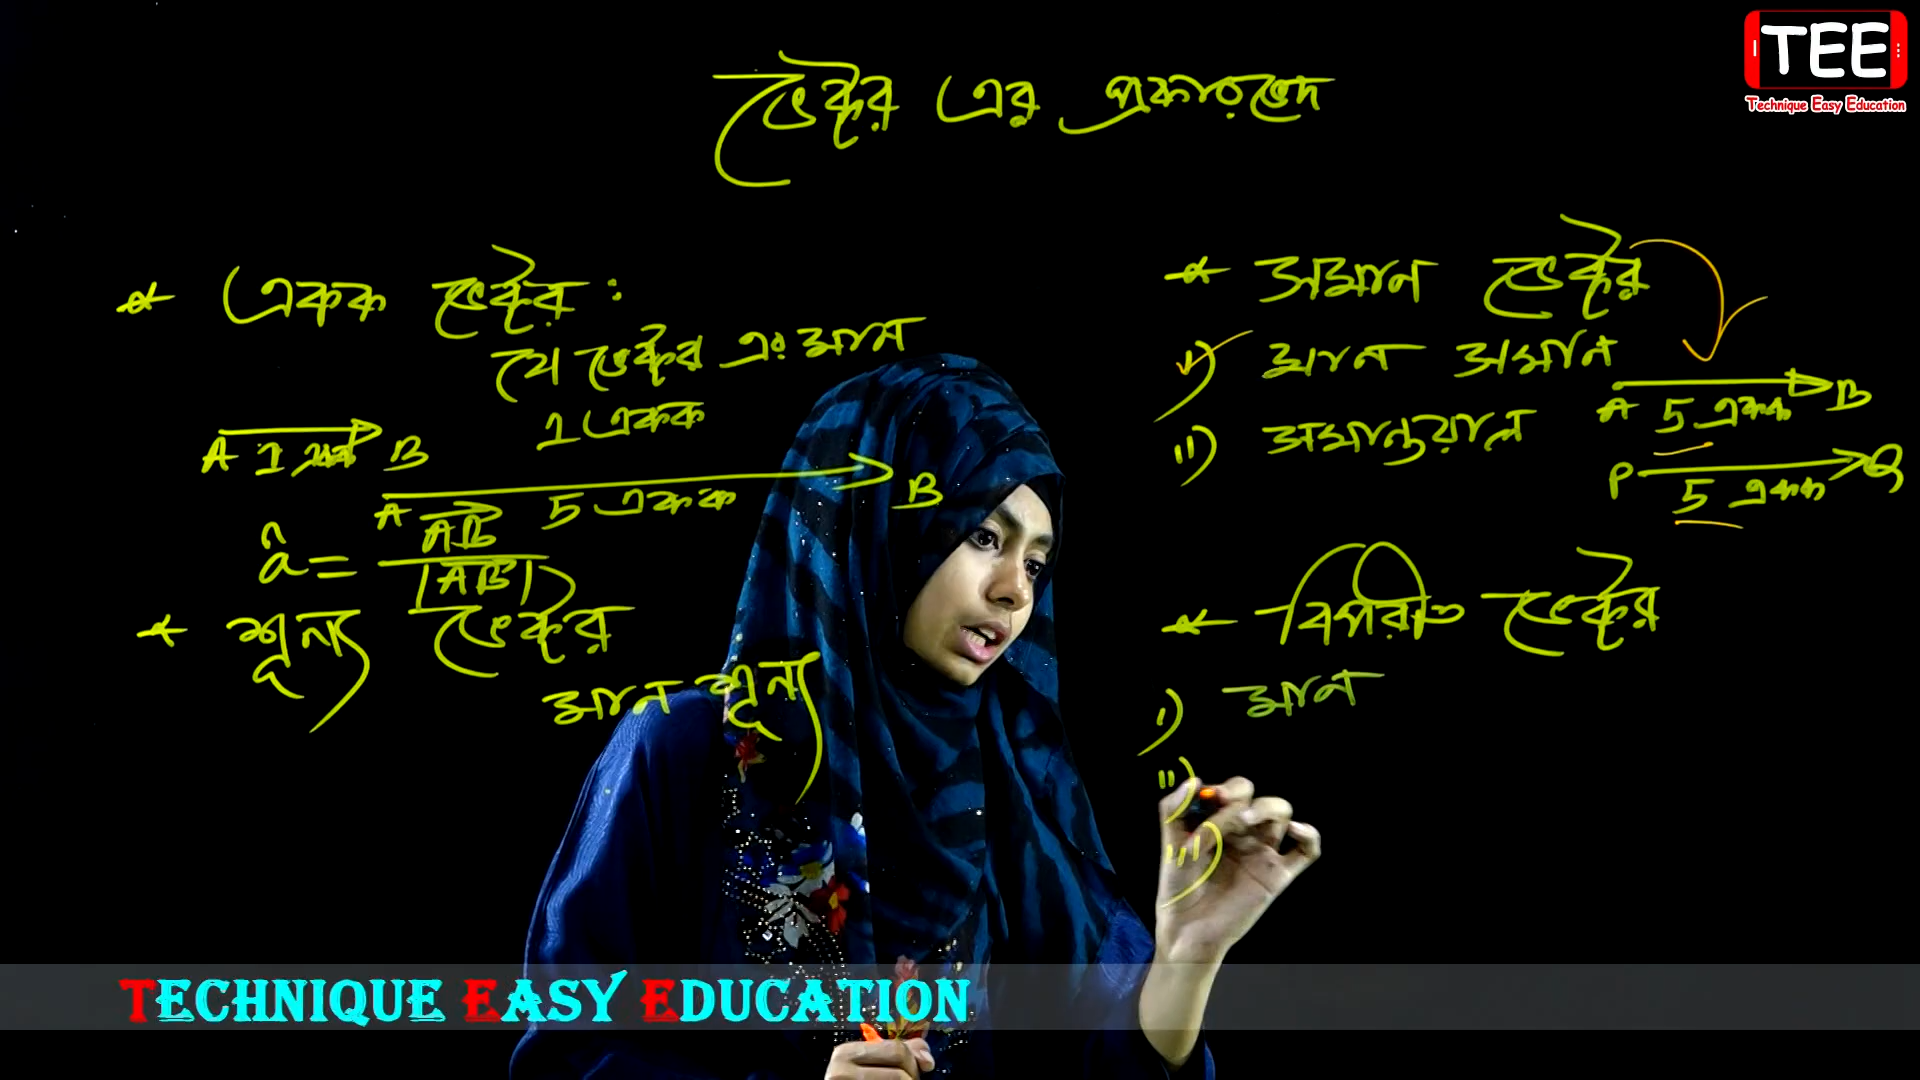 TEE
Technique Easy Education
ভেক্টর এর প্রকারভেদ
* একক ভেক্টর:
যে ভেক্টর এর মান
1 একক
A 1 একক B
A 5 একক B
â = AB / |AB|
* শূন্য ভেক্টর
মান শূন্য
* সমান ভেক্টর
i) মান সমান
ii) সমান্তরাল
A 5 একক B
P 5 একক Q
* বিপরীত ভেক্টর
i) মান
ii)
iii)
TECHNIQUE EASY EDUCATION